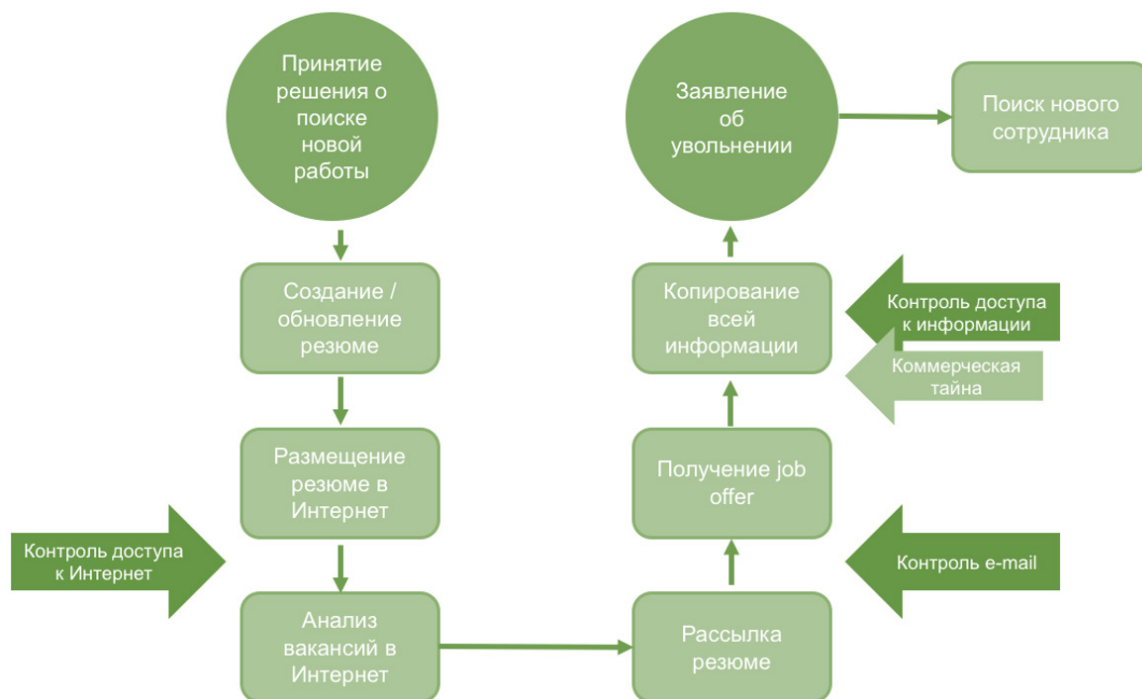 Принятие
решения о
поиске
новой
работы
Создание /
обновление
резюме
Размещение
резюме в
Интернет
Контроль доступа
к Интернет
Анализ
вакансий в
Интернет
Рассылка
резюме
Контроль e-mail
Получение job
offer
Копирование
всей
информации
Контроль доступа
к информации
Коммерческая
тайна
Заявление
об
увольнении
Поиск нового
сотрудника